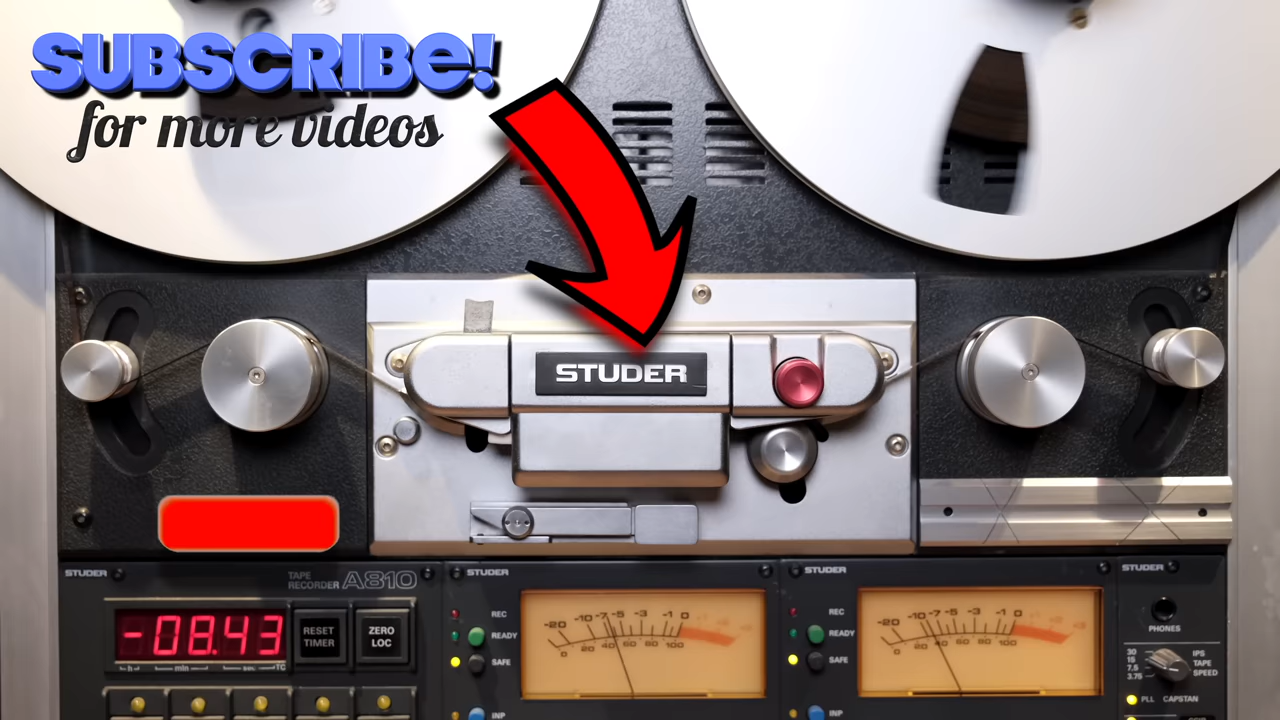 SUBSCRIBE!
for more videos
STUDER
STUDER
TAPE
RECORDER A810
-08.43
h min sec TC
RESET
TIMER
ZERO
LOC
STUDER
REC
READY
SAFE
INP
-20 -10 -7 -5 -3 -1 0
0 20 40 60 80 100
STUDER
REC
READY
SAFE
INP
-20 -10 -7 -5 -3 -1 0
0 20 40 60 80 100
STUDER
PHONES
30
15
7.5
3.75
IPS
TAPE
SPEED
PLL CAPSTAN